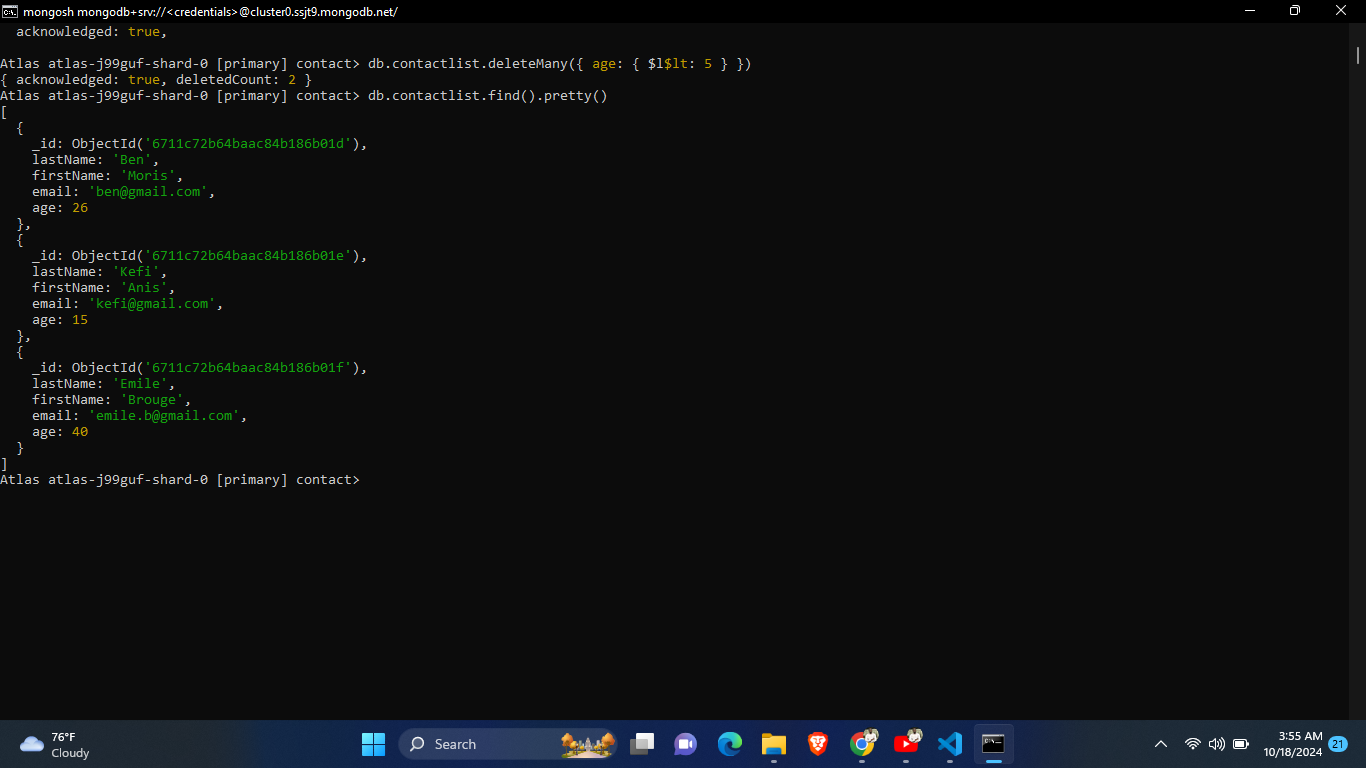 mongosh mongodb+srv://<credentials>@cluster0.ssjt9.mongodb.net/
acknowledged: true,
Atlas atlas-j99guf-shard-0 [primary] contact> db.contactlist.deleteMany({ age: { $l$lt: 5 } })
{ acknowledged: true, deletedCount: 2 }
Atlas atlas-j99guf-shard-0 [primary] contact> db.contactlist.find().pretty()
[
{
_id: ObjectId('6711c72b64baac84b186b01d'),
lastName: 'Ben',
firstName: 'Moris',
email: 'ben@gmail.com',
age: 26
},
{
_id: ObjectId('6711c72b64baac84b186b01e'),
lastName: 'Kefi',
firstName: 'Anis',
email: 'kefi@gmail.com',
age: 15
},
{
_id: ObjectId('6711c72b64baac84b186b01f'),
lastName: 'Emile',
firstName: 'Brouge',
email: 'emile.b@gmail.com',
age: 40
}
]
Atlas atlas-j99guf-shard-0 [primary] contact>
76°F
Cloudy
Search
3:55 AM
10/18/2024
21